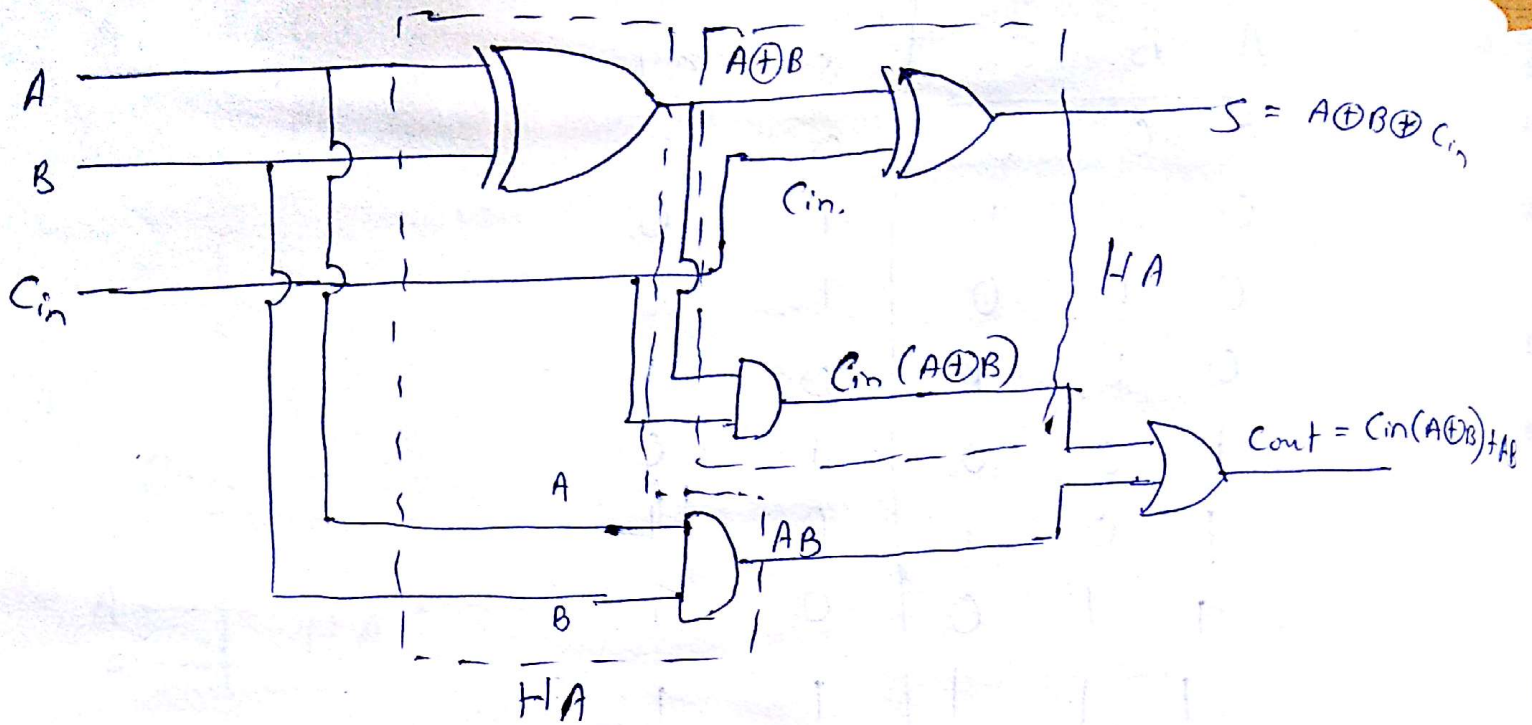 A
A⊕B
S = A⊕B⊕Cin
B
Cin.
Cin
HA
Cin (A⊕B)
Cout = Cin(A⊕B)+AB
A
AB
B
HA